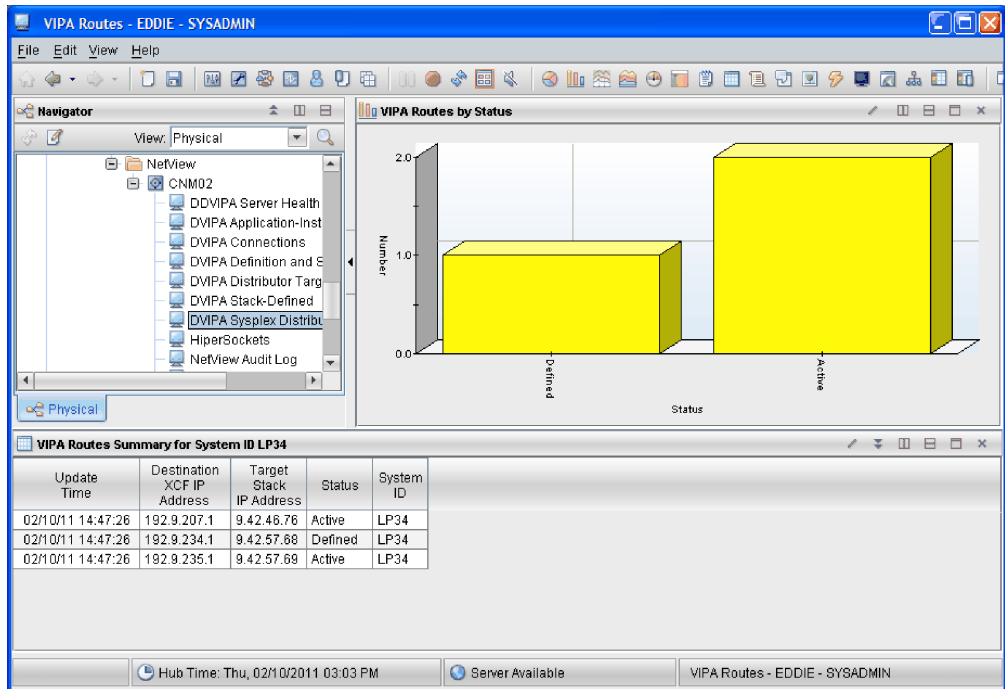 VIPA Routes - EDDIE - SYSADMIN
File Edit View Help
Navigator
View: Physical
NetView
CNM02
DDVIPA Server Health
DVIPA Application-Inst
DVIPA Connections
DVIPA Definition and S
DVIPA Distributor Targ
DVIPA Stack-Defined
DVIPA Sysplex Distribu
HiperSockets
NetView Audit Log
Physical
VIPA Routes by Status
2.0
1.0
0.0
Number
Defined
Active
Status
VIPA Routes Summary for System ID LP34
Update Time Destination XCF IP Address Target Stack IP Address Status System ID
02/10/11 14:47:26 192.9.207.1 9.42.46.76 Active LP34
02/10/11 14:47:26 192.9.234.1 9.42.57.68 Defined LP34
02/10/11 14:47:26 192.9.235.1 9.42.57.69 Active LP34
Hub Time: Thu, 02/10/2011 03:03 PM
Server Available
VIPA Routes - EDDIE - SYSADMIN